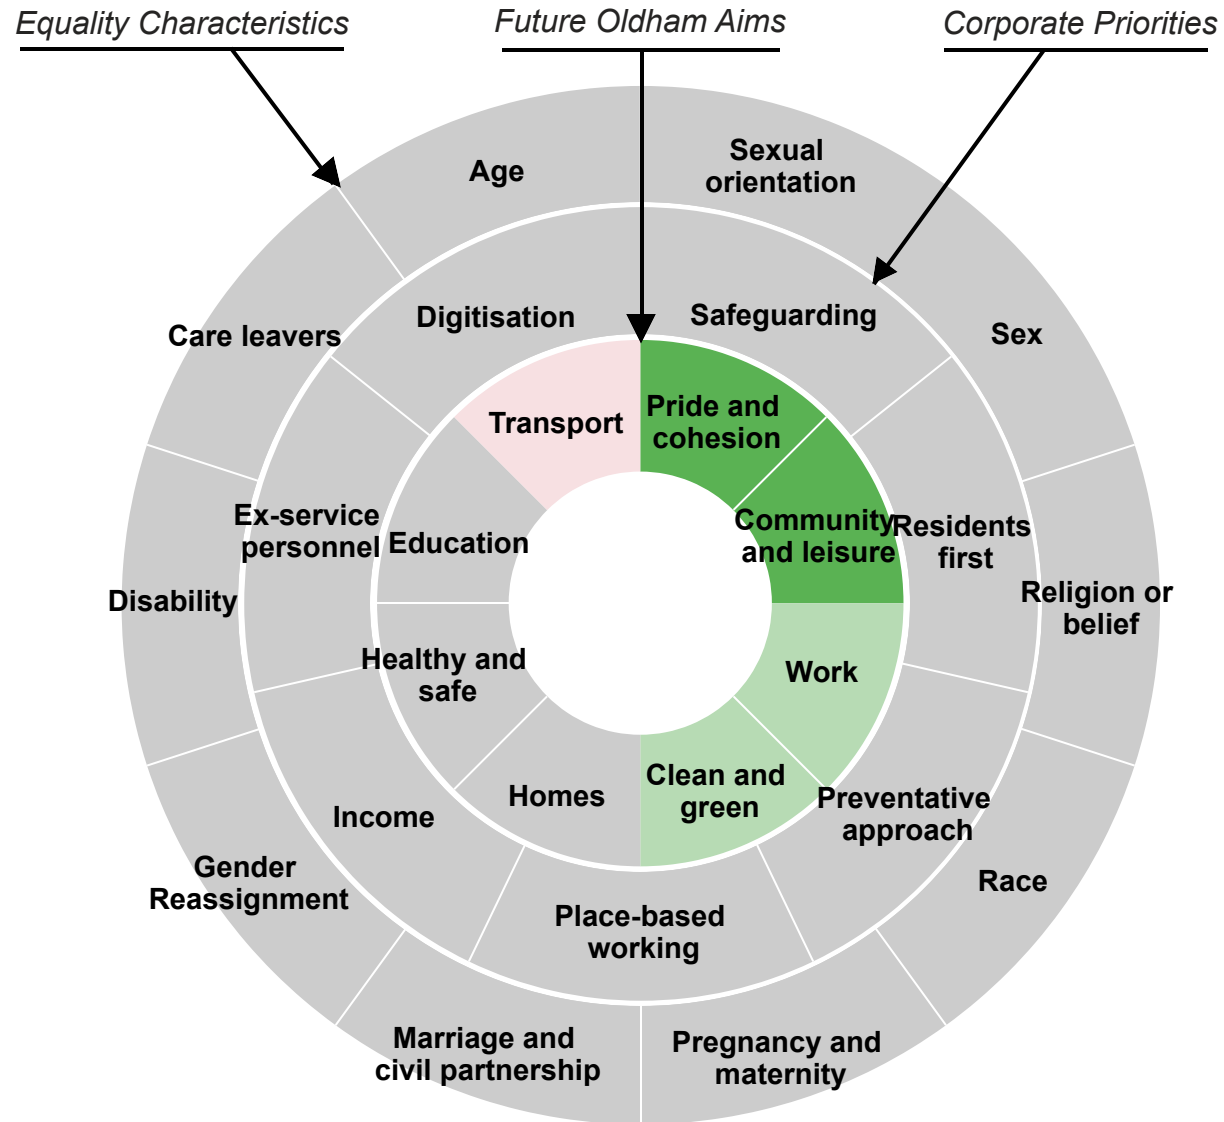 Equality Characteristics
Future Oldham Aims
Corporate Priorities
Age
Sexual
orientation
Sex
Religion or
belief
Race
Pregnancy and
maternity
Marriage and
civil partnership
Gender
Reassignment
Disability
Care leavers
Digitisation
Safeguarding
Residents
first
Preventative
approach
Place-based
working
Income
Ex-service
personnel
Transport
Pride and
cohesion
Community
and leisure
Work
Clean and
green
Homes
Healthy and
safe
Education